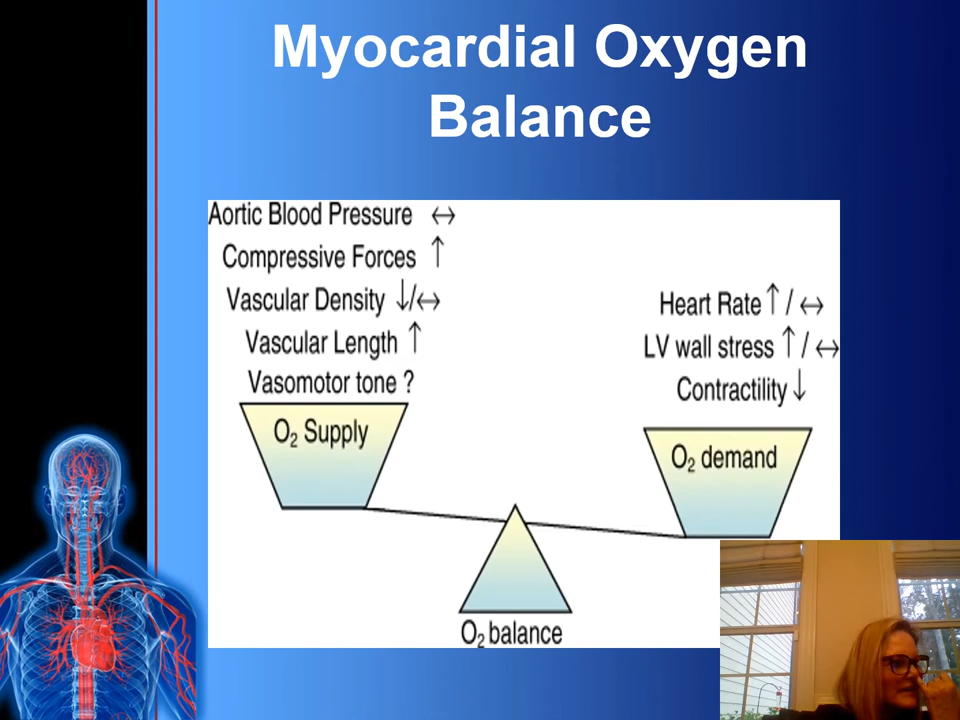 Myocardial Oxygen
Balance
Aortic Blood Pressure ↔
Compressive Forces ↑
Vascular Density ↓/↔
Vascular Length ↑
Vasomotor tone ?
O₂ Supply
Heart Rate ↑ / ↔
LV wall stress ↑ / ↔
Contractility ↓
O₂ demand
O₂ balance